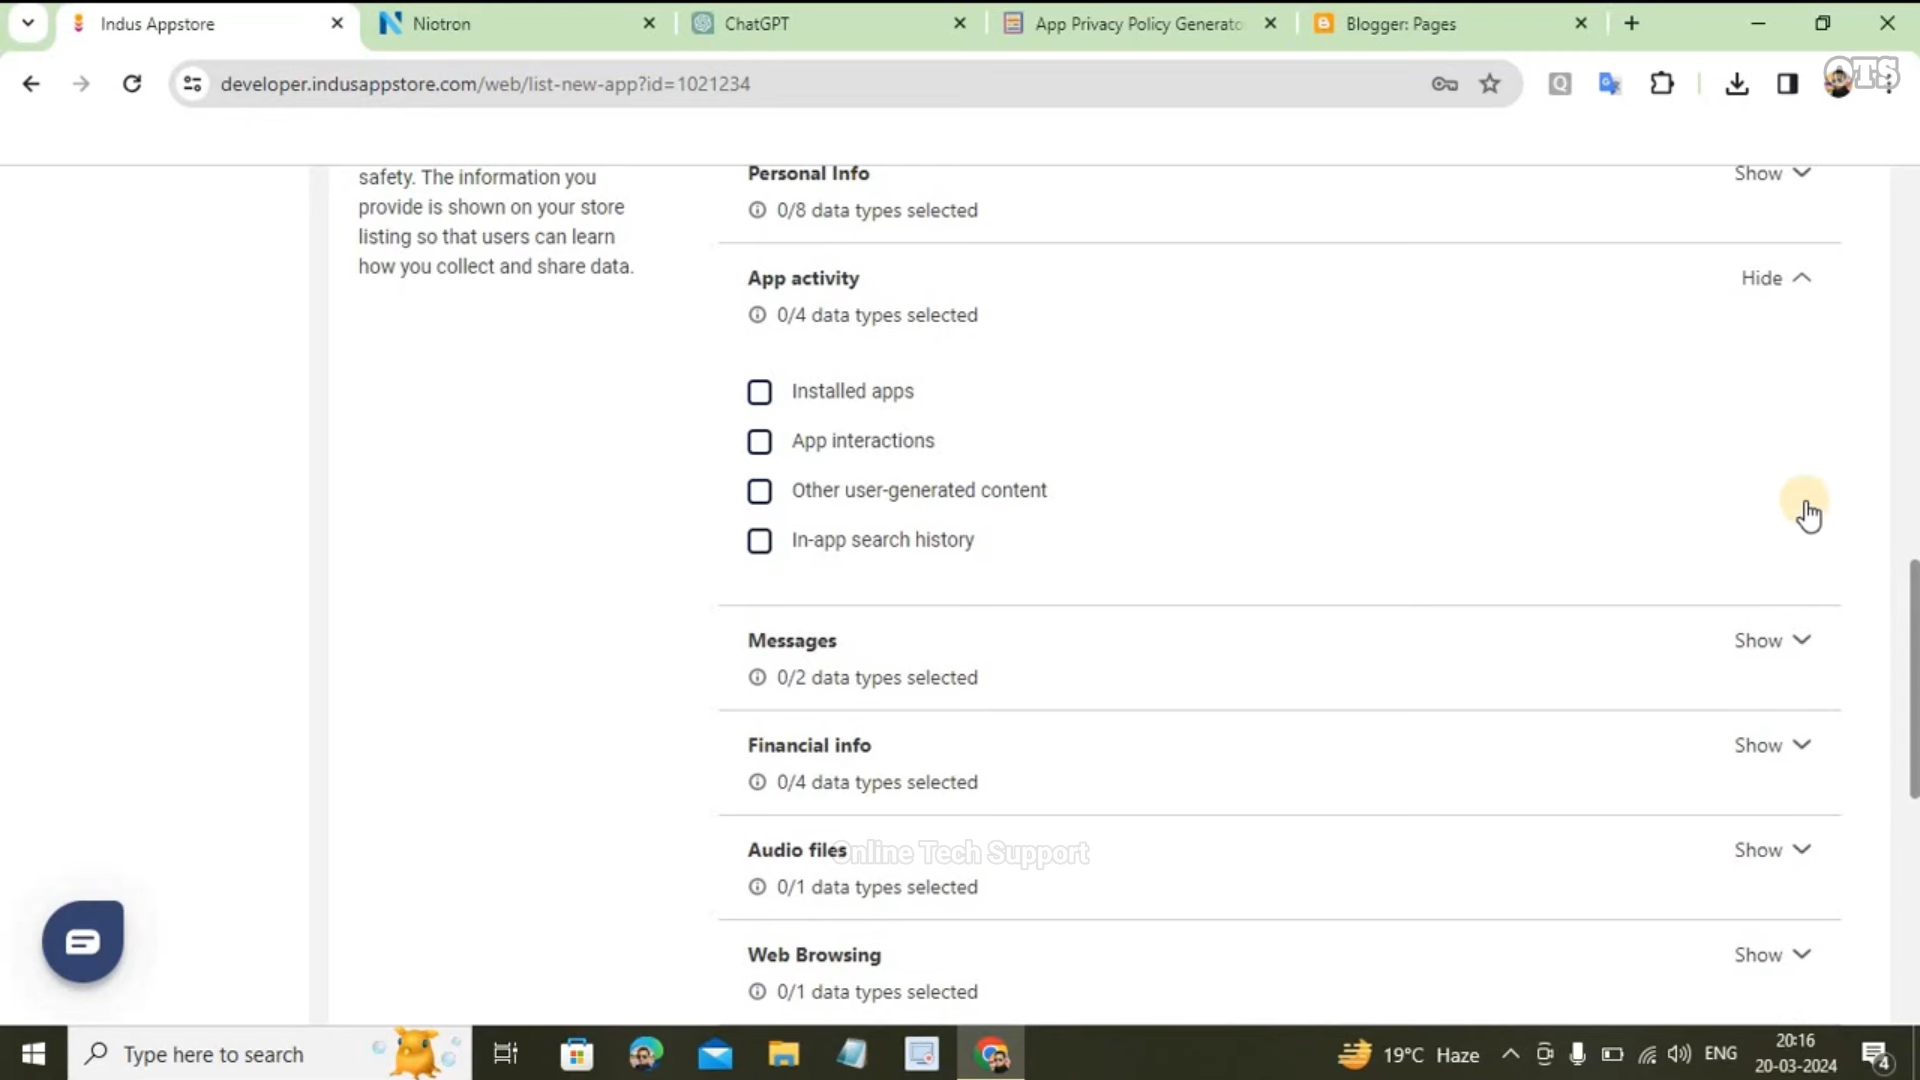 Indus Appstore
Niotron
ChatGPT
App Privacy Policy Generato
Blogger: Pages
developer.indusappstore.com/web/list-new-app?id=1021234
OTS
safety. The information you
provide is shown on your store
listing so that users can learn
how you collect and share data.
Personal Info
Show
0/8 data types selected
App activity
Hide
0/4 data types selected
Installed apps
App interactions
Other user-generated content
In-app search history
Messages
Show
0/2 data types selected
Financial info
Show
0/4 data types selected
Audio files
Online Tech Support
Show
0/1 data types selected
Web Browsing
Show
0/1 data types selected
Type here to search
19°C Haze
ENG
20:16
20-03-2024
4